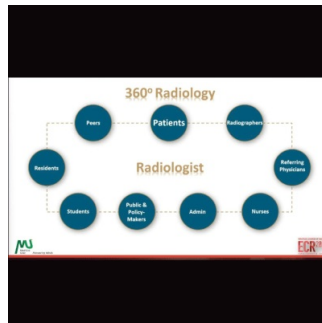 360º Radiology
Peers
Patients
Radiographers
Residents
Radiologist
Referring
Physicians
Students
Public &
Policy-
Makers
Admin
Nurses
ECR